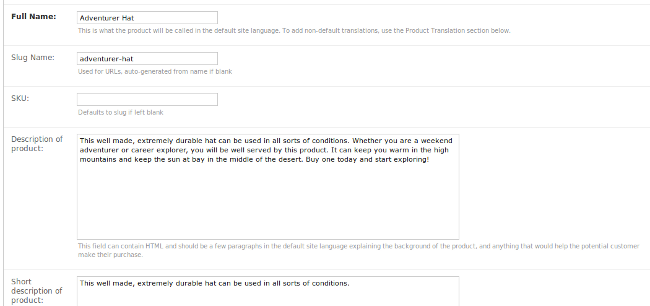 Full Name:
Adventurer Hat
This is what the product will be called in the default site language. To add non-default translations, use the Product Translation section below.
Slug Name:
adventurer-hat
Used for URLs, auto-generated from name if blank
SKU:
Defaults to slug if left blank
Description of
product:
This well made, extremely durable hat can be used in all sorts of conditions. Whether you are a weekend
adventurer or career explorer, you will be well served by this product. It can keep you warm in the high
mountains and keep the sun at bay in the middle of the desert. Buy one today and start exploring!
This field can contain HTML and should be a few paragraphs in the default site language explaining the background of the product, and anything that would help the potential customer
make their purchase.
Short
description of
product:
This well made, extremely durable hat can be used in all sorts of conditions.